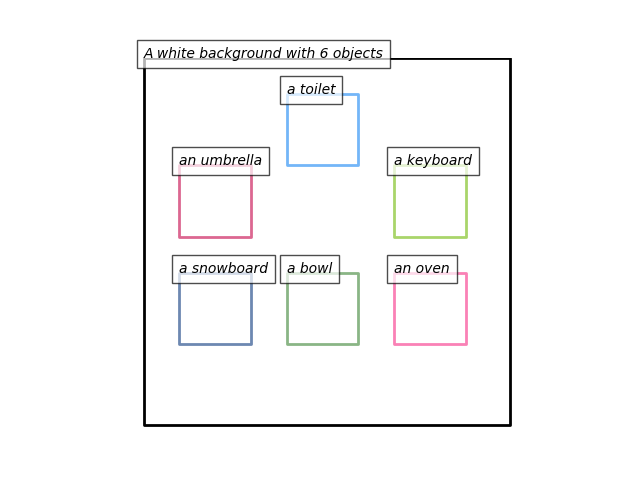 A white background with 6 objects
a toilet
an umbrella
a keyboard
a snowboard
a bowl
an oven